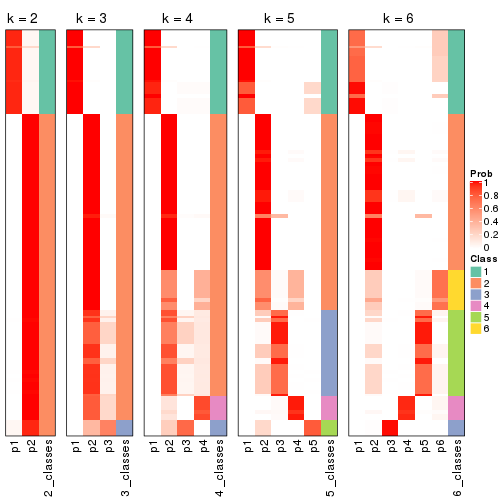 k = 2
k = 3
k = 4
k = 5
k = 6
p1
p2
2_classes
p1
p2
p3
3_classes
p1
p2
p3
p4
4_classes
p1
p2
p3
p4
p5
5_classes
p1
p2
p3
p4
p5
p6
6_classes
Prob
1
0.8
0.6
0.4
0.2
0
Class
1
2
3
4
5
6